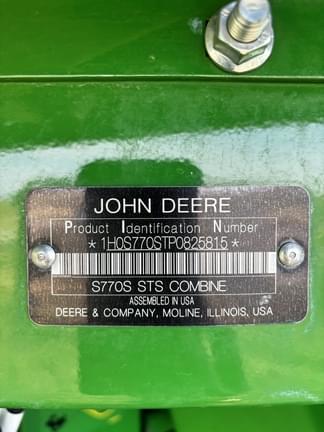 JOHN DEERE
Product Identification Number
*1H0S770STP0825815*
S770S STS COMBINE
ASSEMBLED IN USA
DEERE & COMPANY, MOLINE, ILLINOIS, USA